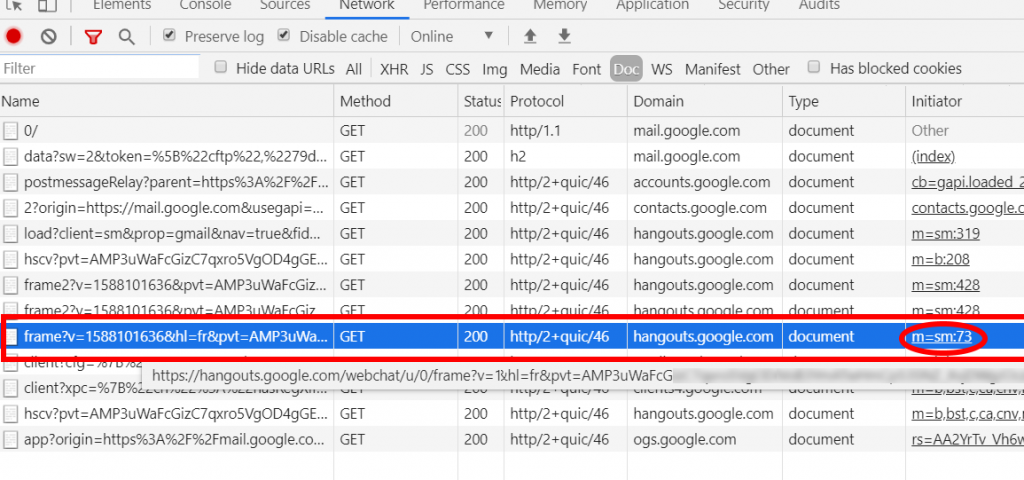 Elements Console Sources Network Performance Memory Application Security Audits
Preserve log Disable cache Online
Filter Hide data URLs All XHR JS CSS Img Media Font Doc WS Manifest Other Has blocked cookies
Name Method Status Protocol Domain Type Initiator
0/ GET 200 http/1.1 mail.google.com document Other
data?sw=2&token=%5B%22cftp%22,%2279d... GET 200 h2 mail.google.com document (index)
postmessageRelay?parent=https%3A%2F%2F... GET 200 http/2+quic/46 accounts.google.com document cb=gapi.loaded_2
2?origin=https://mail.google.com&usegapi=... GET 200 http/2+quic/46 contacts.google.com document contacts.google.c
load?client=sm&prop=gmail&nav=true&fid... GET 200 http/2+quic/46 hangouts.google.com document m=sm:319
hscv?pvt=AMP3uWaFcGizC7qxro5VgOD4gGE... GET 200 http/2+quic/46 hangouts.google.com document m=b:208
frame2?v=1588101636&pvt=AMP3uWaFcGiz... GET 200 http/2+quic/46 hangouts.google.com document m=sm:428
frame2?v=1588101636&pvt=AMP3uWaFcGiz... GET 200 http/2+quic/46 hangouts.google.com document m=sm:428
frame?v=1588101636&hl=fr&pvt=AMP3uWa... GET 200 http/2+quic/46 hangouts.google.com document m=sm:73
GET 200 http/2+quic/46 hangouts.google.com document
https://hangouts.google.com/webchat/u/0/frame?v=1&hl=fr&pvt=AMP3uWaFcG
GET 200 http/2+quic/46 hangouts.google.com document m=b,bst,c,ca,cnv,r
hscv?pvt=AMP3uWaFcGizC7qxro5VgOD4gGE... GET 200 http/2+quic/46 hangouts.google.com document m=b,bst,c,ca,cnv,r
app?origin=https%3A%2F%2Fmail.google.co... GET 200 http/2+quic/46 ogs.google.com document rs=AA2YrTv_Vh6w